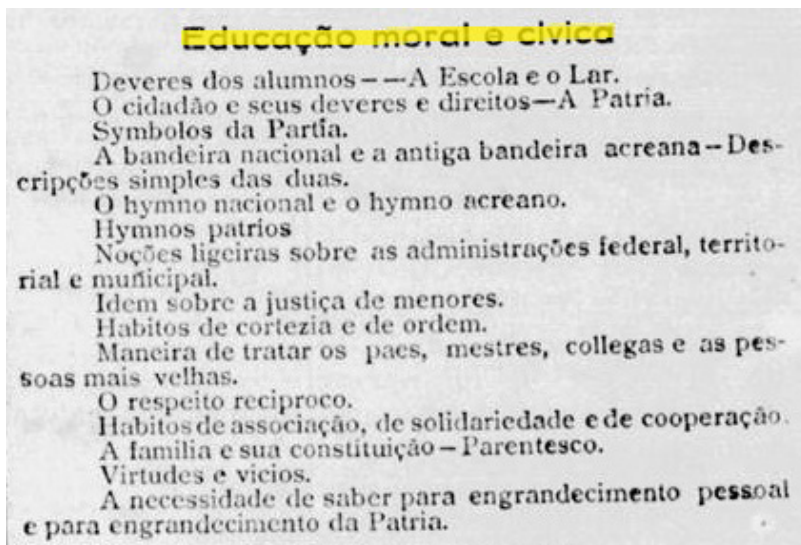 Educação moral e civica
Deveres dos alumnos——A Escola e o Lar.
O cidadão e seus deveres e direitos—A Patria.
Symbolos da Partia.
A bandeira nacional e a antiga bandeira acreana—Des-
cripções simples das duas.
O hymno nacional e o hymno acreano.
Hymnos patrios
Noções ligeiras sobre as administrações federal, territo-
rial e municipal.
Idem sobre a justiça de menores.
Habitos de cortezia e de ordem.
Maneira de tratar os paes, mestres, collegas e as pes-
soas mais velhas.
O respeito reciproco.
Habitos de associação, de solidariedade e de cooperação.
A familia e sua constituição—Parentesco.
Virtudes e vicios.
A necessidade de saber para engrandecimento pessoal
e para engrandecimento da Patria.